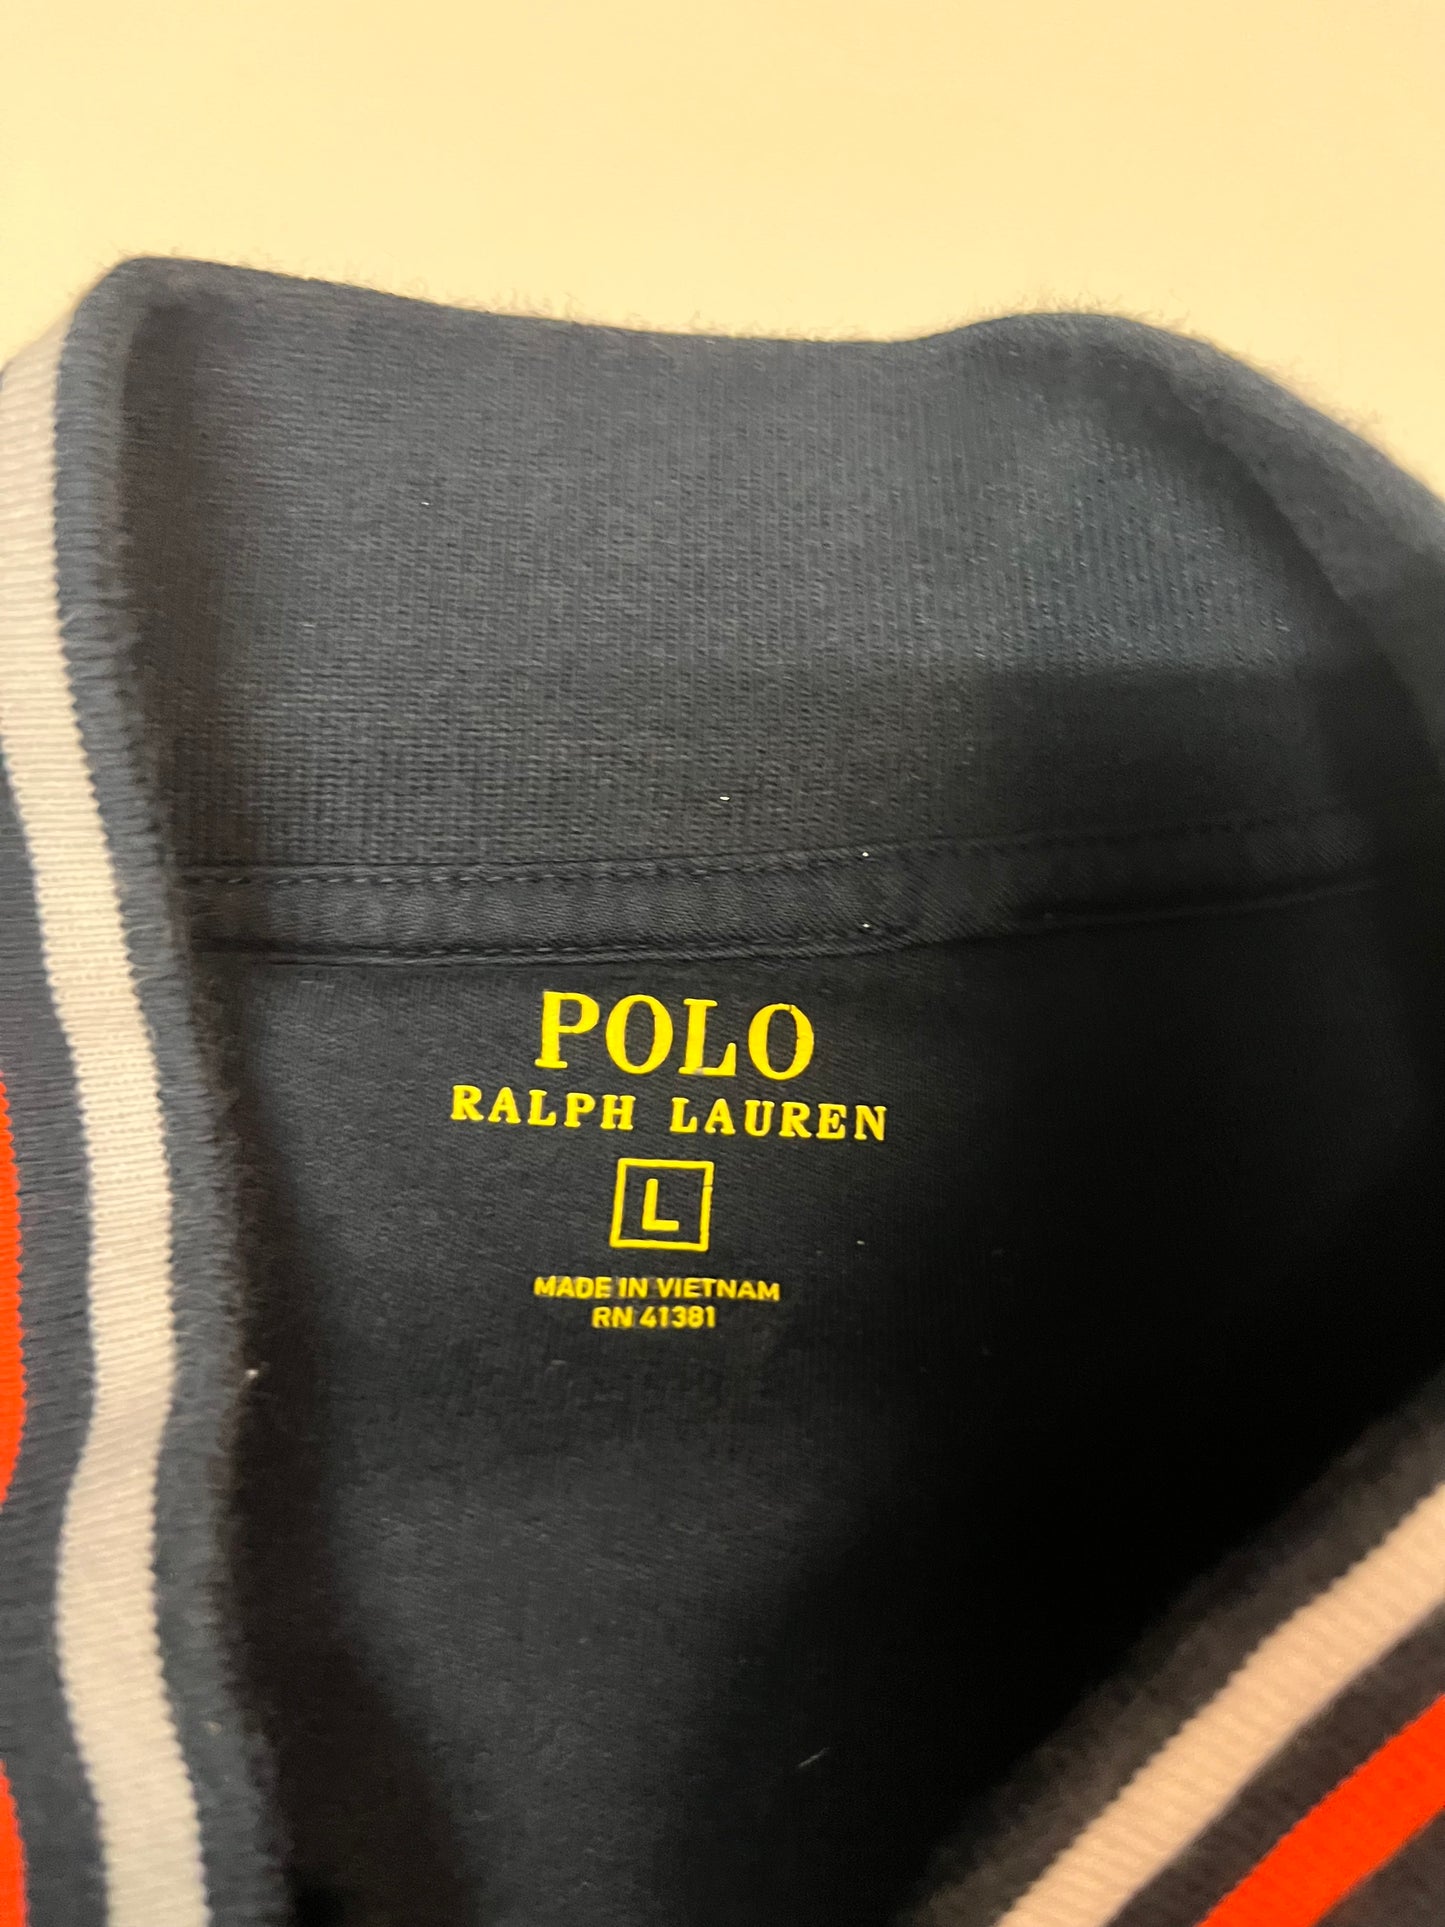 POLO
RALPH LAUREN
L
MADE IN VIETNAM
RN 41381